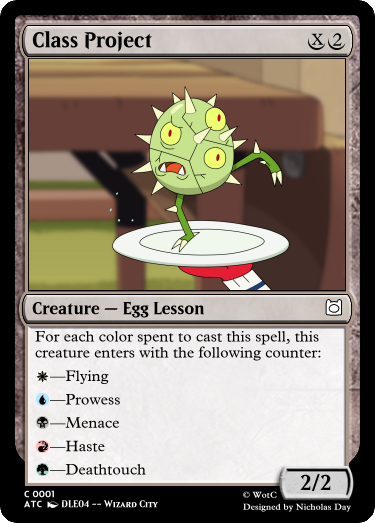 Class Project X2
Creature — Egg Lesson
For each color spent to cast this spell, this
creature enters with the following counter:
—Flying
—Prowess
—Menace
—Haste
—Deathtouch
2/2
C 0001
ATC DLE04 -- Wizard City
© WotC
Designed by Nicholas Day